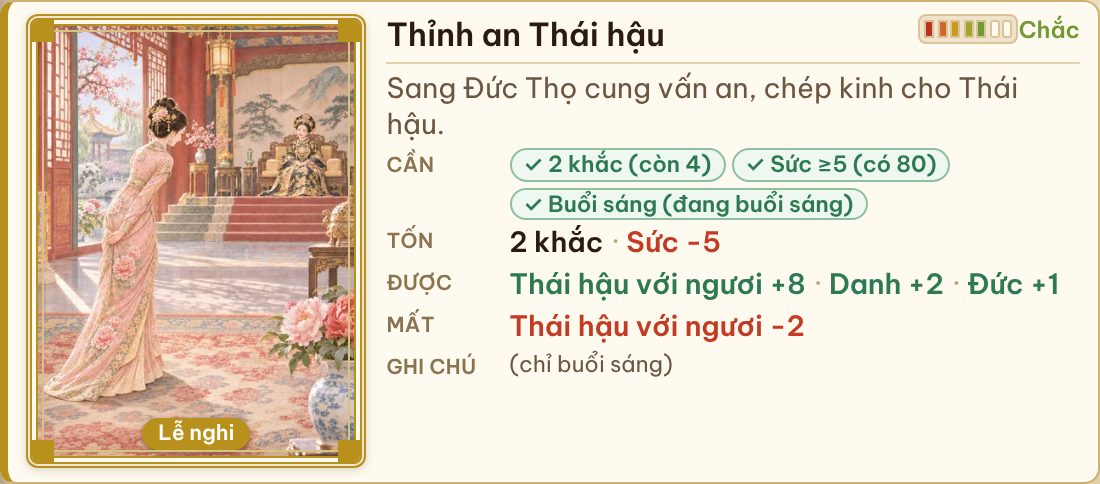 Thỉnh an Thái hậu
Chắc
Sang Đức Thọ cung vấn an, chép kinh cho Thái
hậu.
CẦN ✓ 2 khắc (còn 4) ✓ Sức ≥5 (có 80)
✓ Buổi sáng (đang buổi sáng)
TỐN 2 khắc · Sức -5
ĐƯỢC Thái hậu với ngươi +8 · Danh +2 · Đức +1
MẤT Thái hậu với ngươi -2
GHI CHÚ (chỉ buổi sáng)
Lễ nghi